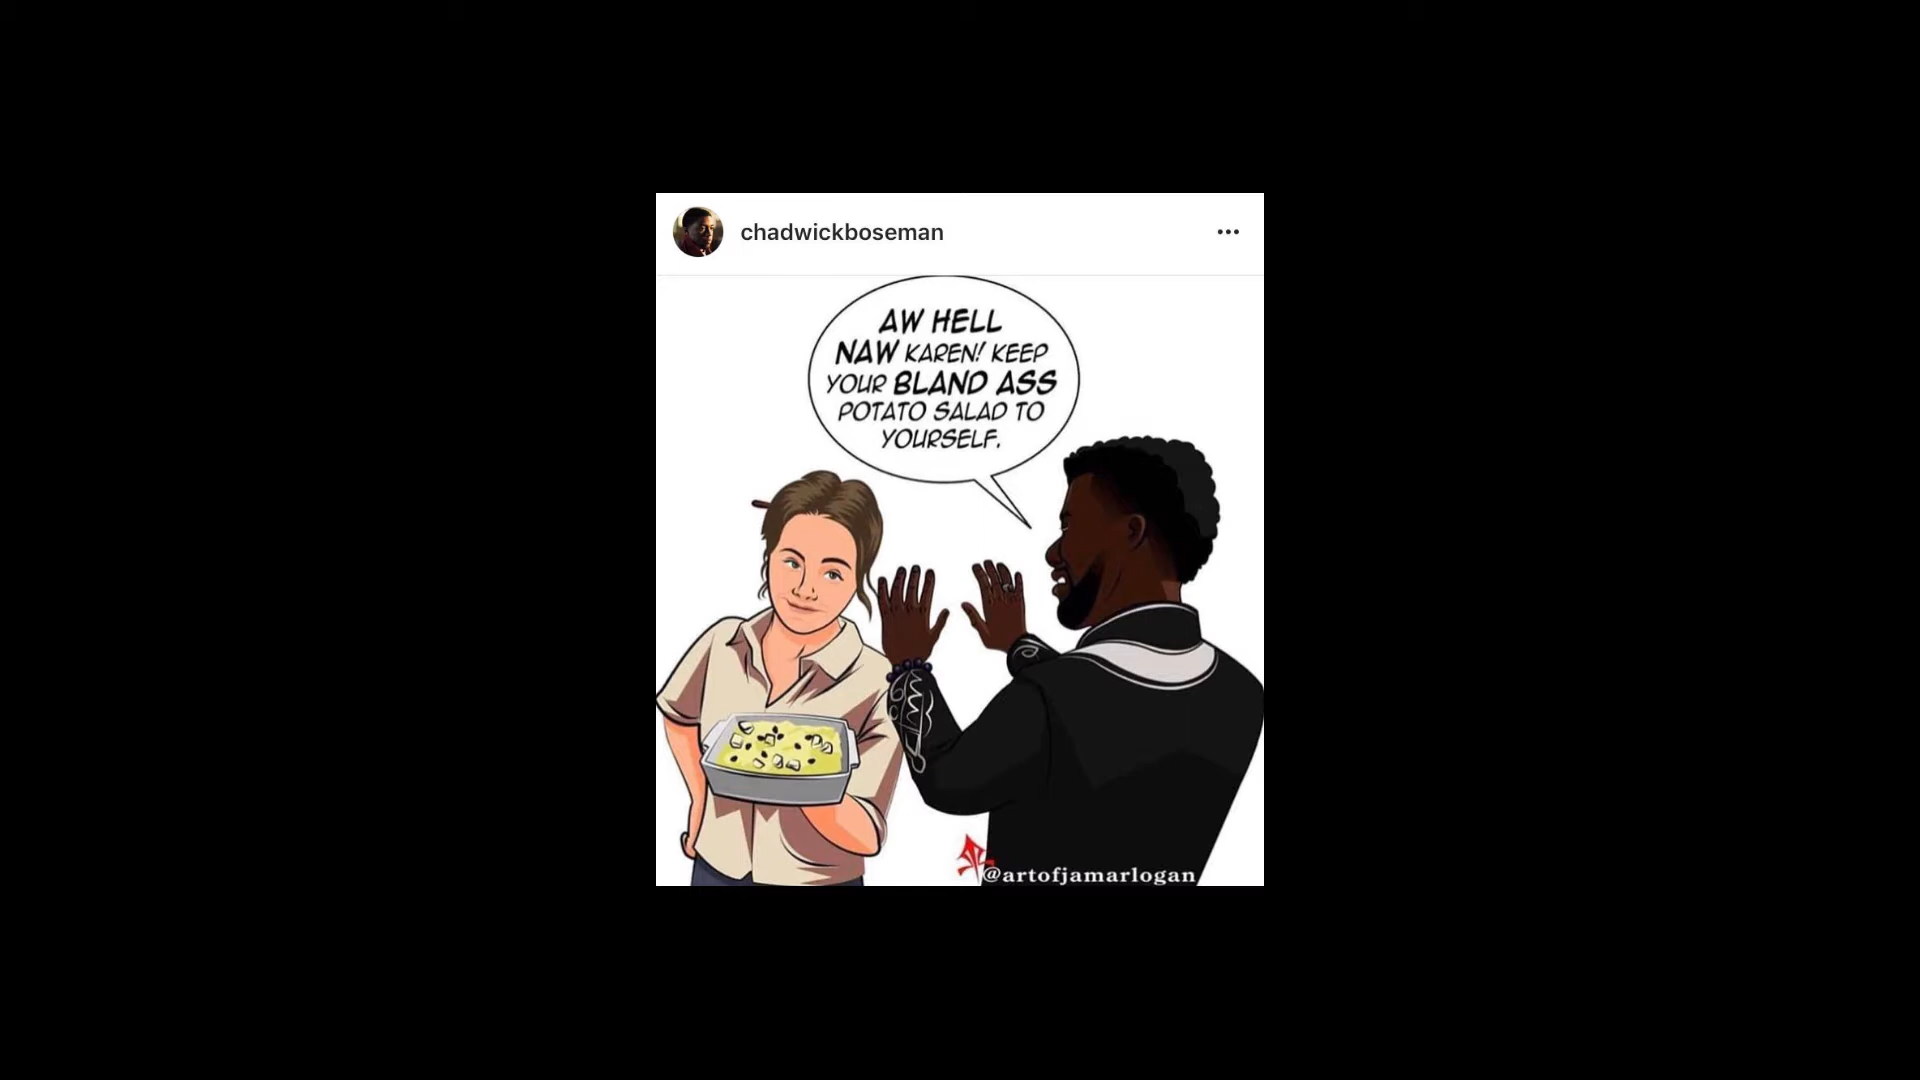 chadwickboseman
AW HELL
NAW KAREN! KEEP
YOUR BLAND ASS
POTATO SALAD TO
YOURSELF.
@artofjamarlogan